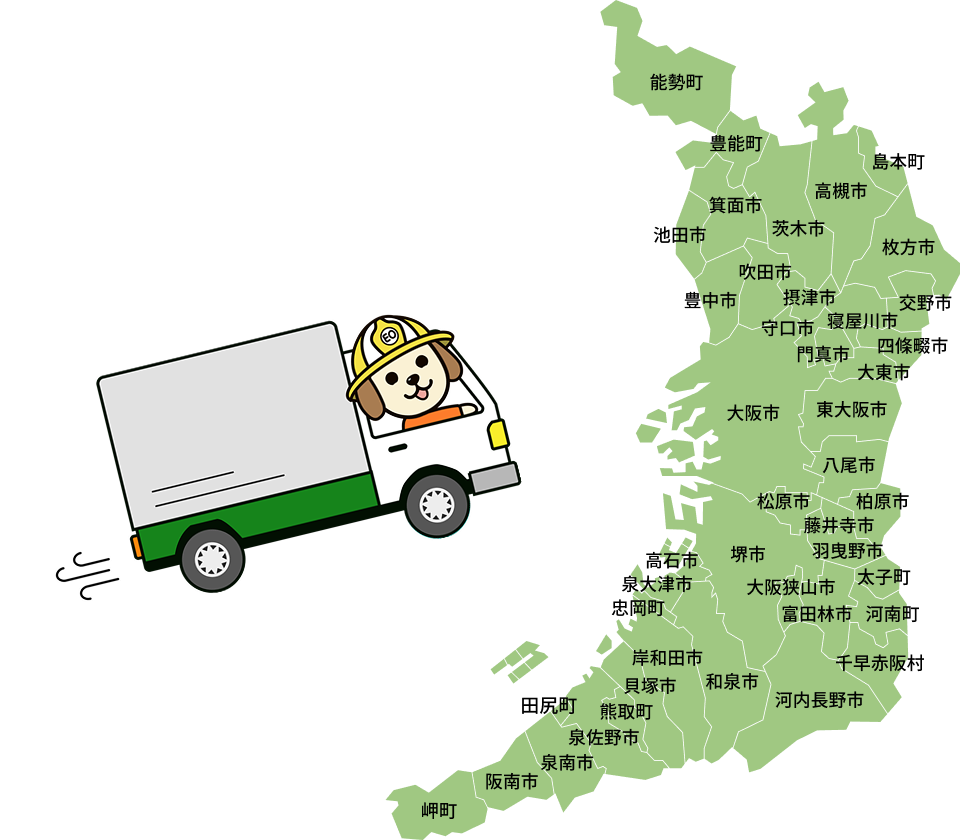 能勢町
豊能町
島本町
高槻市
箕面市
茨木市
池田市
枚方市
吹田市
豊中市
摂津市
交野市
寝屋川市
守口市
四條畷市
門真市
大東市
大阪市
東大阪市
八尾市
松原市
柏原市
藤井寺市
羽曳野市
堺市
高石市
太子町
泉大津市
大阪狭山市
忠岡町
富田林市
河南町
岸和田市
千早赤阪村
和泉市
貝塚市
河内長野市
田尻町
熊取町
泉佐野市
泉南市
阪南市
岬町
EO